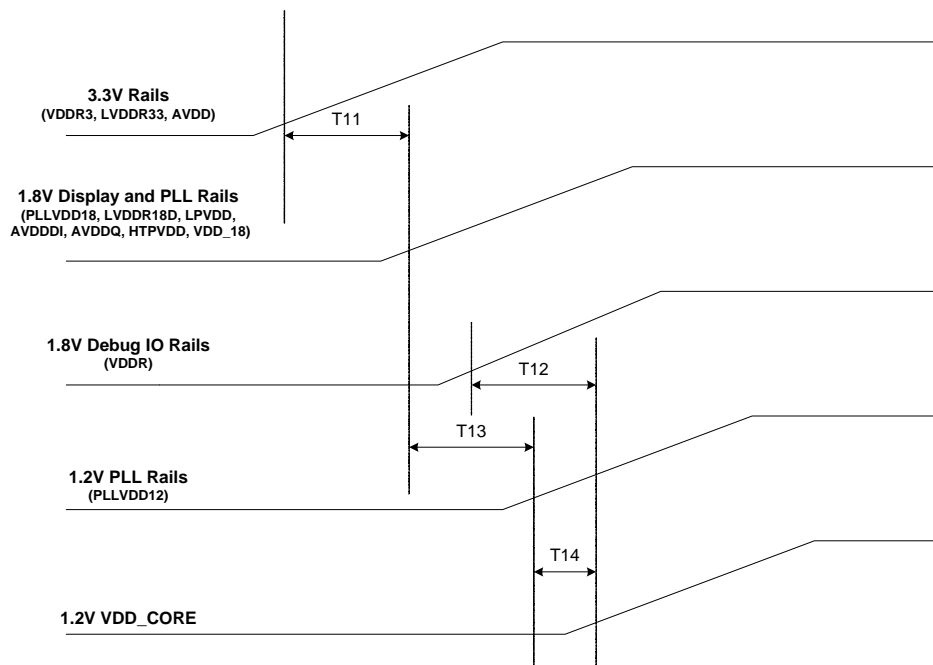 3.3V Rails
(VDDR3, LVDDR33, AVDD)
T11
1.8V Display and PLL Rails
(PLLVDD18, LVDDR18D, LPVDD,
AVDDDI, AVDDQ, HTPVDD, VDD_18)
1.8V Debug IO Rails
(VDDR)
T12
T13
1.2V PLL Rails
(PLLVDD12)
T14
1.2V VDD_CORE